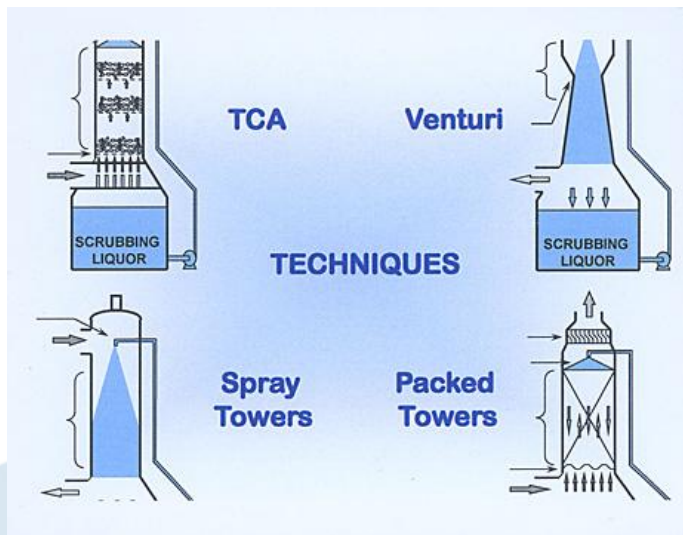 TCA
Venturi
SCRUBBING
LIQUOR
SCRUBBING
LIQUOR
TECHNIQUES
Spray
Towers
Packed
Towers